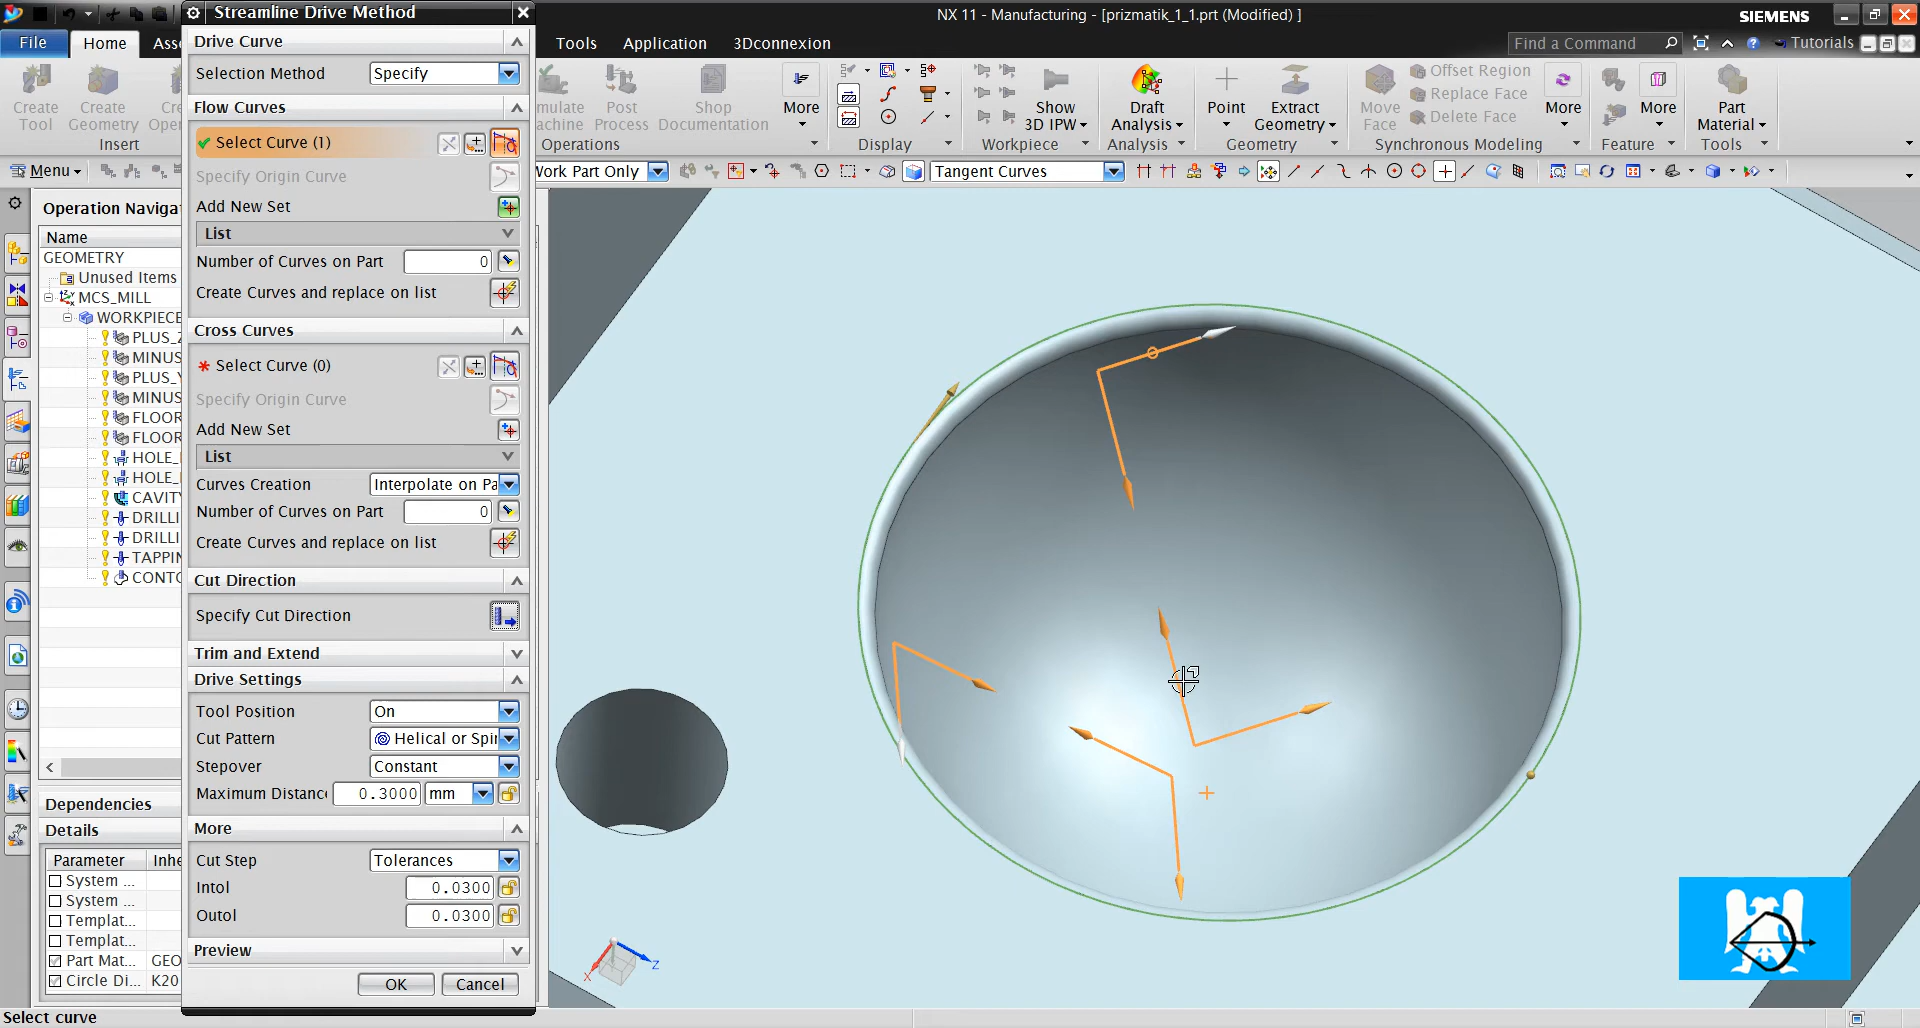 Streamline Drive Method
NX 11 - Manufacturing - [prizmatik_1_1.prt (Modified) ]
SIEMENS
File
Home
Tools
Application
3Dconnexion
Find a Command
Tutorials
Create Tool
Create Geometry
Insert
Post Process
Shop Documentation
Operations
More
Display
Show 3D IPW
Workpiece
Draft Analysis
Analysis
Point
Extract Geometry
Geometry
Move Face
Offset Region
Replace Face
Delete Face
More
Synchronous Modeling
More
Feature
Part Material
Tools
Menu
Work Part Only
Tangent Curves
Drive Curve
Selection Method
Specify
Flow Curves
Select Curve (1)
Specify Origin Curve
Add New Set
List
Number of Curves on Part
0
Create Curves and replace on list
Cross Curves
* Select Curve (0)
Specify Origin Curve
Add New Set
List
Curves Creation
Interpolate on Pa
Number of Curves on Part
0
Create Curves and replace on list
Cut Direction
Specify Cut Direction
Trim and Extend
Drive Settings
Tool Position
On
Cut Pattern
Helical or Spir
Stepover
Constant
Maximum Distanc
0.3000
mm
More
Cut Step
Tolerances
Intol
0.0300
Outol
0.0300
Preview
OK
Cancel
Operation Naviga
Name
GEOMETRY
Unused Items
MCS_MILL
WORKPIECE
PLUS_Z
MINUS
PLUS_Y
MINUS
FLOOR
FLOOR
HOLE_
HOLE_
CAVITY
DRILLI
DRILLI
TAPPIN
CONTO
Dependencies
Details
Parameter
Inhe
System ...
System ...
Templat...
Templat...
Part Mat...
GEO
Circle Di...
K20
X
Z
Select curve